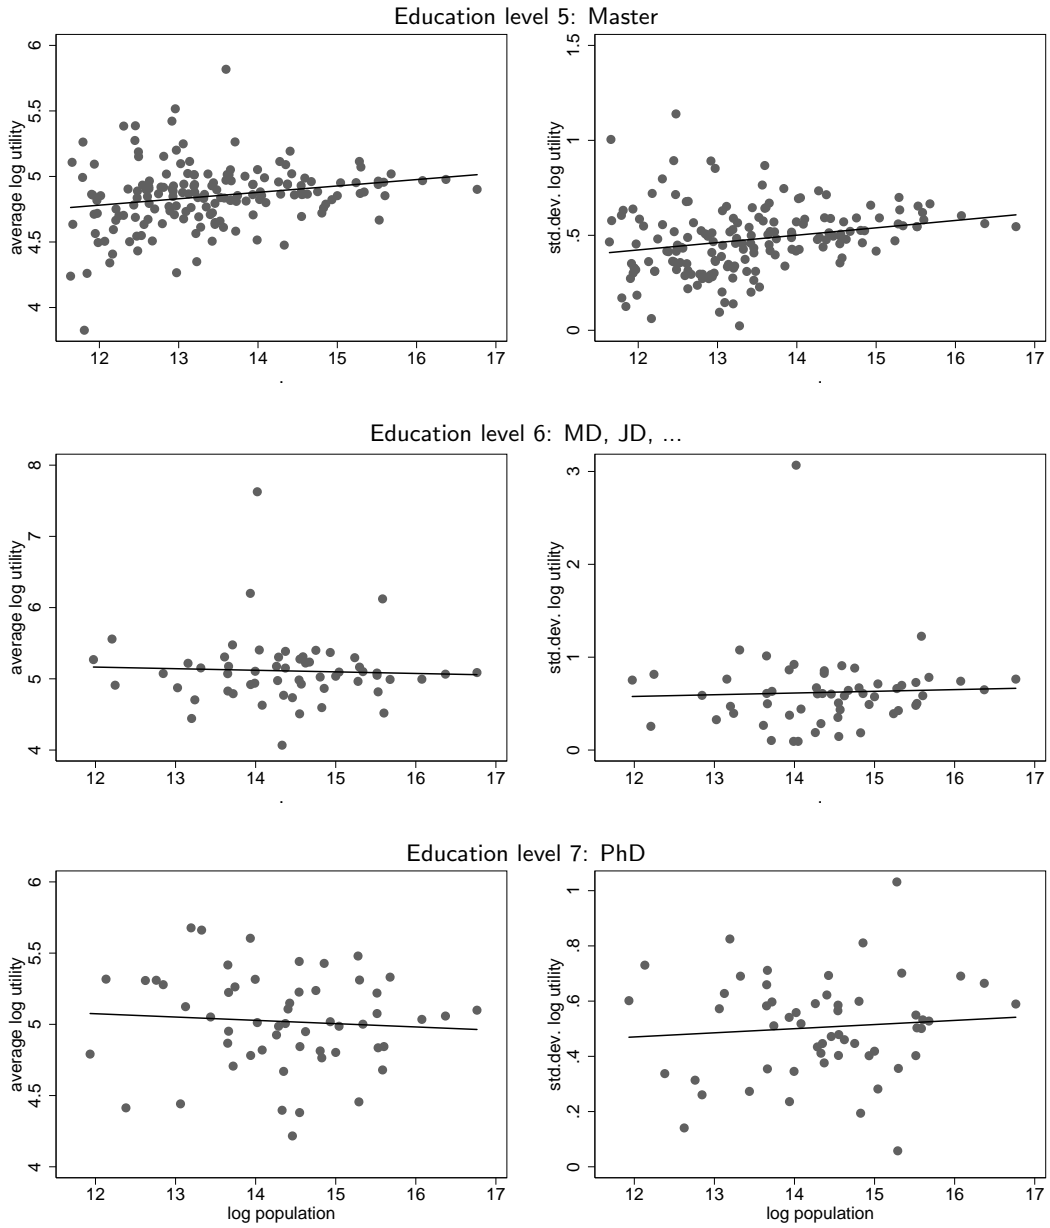 Education level 5: Master
average log utility
4 4.5 5 5.5 6
12 13 14 15 16 17
.
std.dev. log utility
0 .5 1 1.5
12 13 14 15 16 17
.
Education level 6: MD, JD, ...
average log utility
4 5 6 7 8
12 13 14 15 16 17
.
std.dev. log utility
0 1 2 3
12 13 14 15 16 17
.
Education level 7: PhD
average log utility
4 4.5 5 5.5 6
12 13 14 15 16 17
log population
std.dev. log utility
0 .2 .4 .6 .8 1
12 13 14 15 16 17
log population